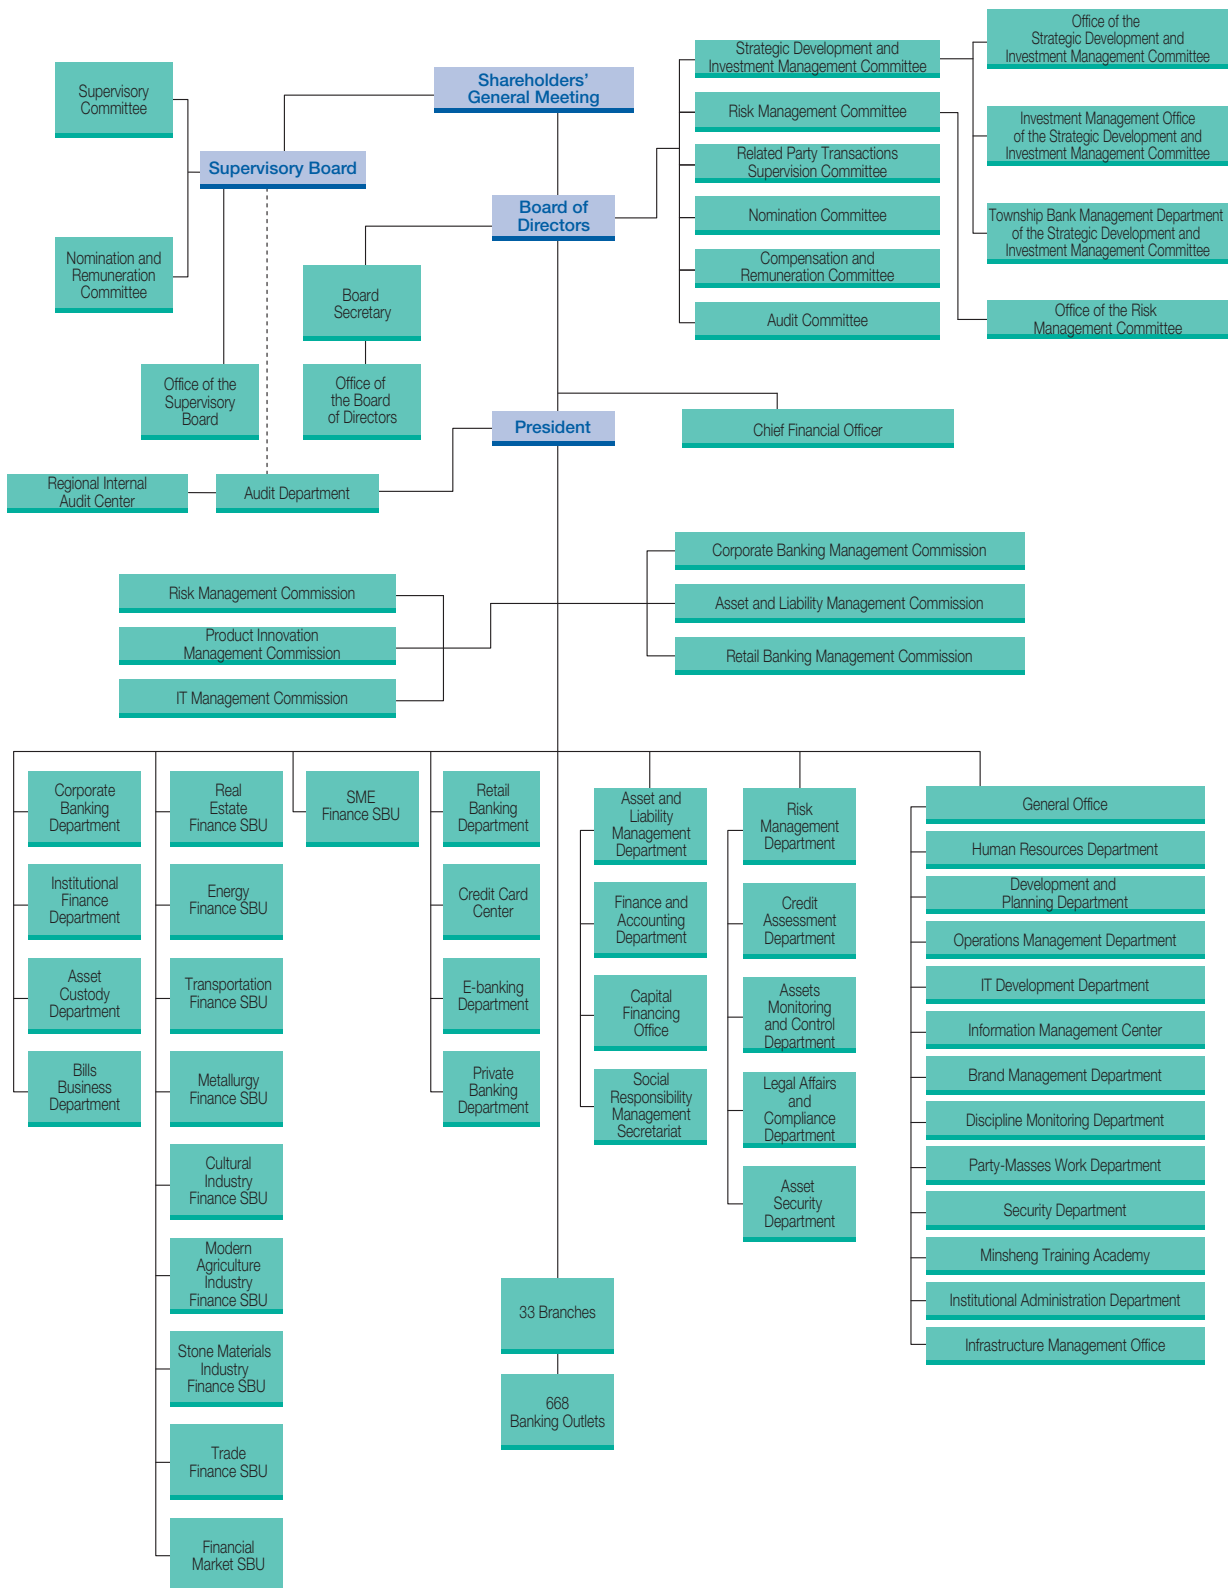 Shareholders'
General Meeting
Supervisory
Committee
Supervisory Board
Nomination and
Remuneration
Committee
Office of the
Supervisory
Board
Board of
Directors
Board
Secretary
Office of
the Board
of Directors
Strategic Development and
Investment Management Committee
Risk Management Committee
Related Party Transactions
Supervision Committee
Nomination Committee
Compensation and
Remuneration Committee
Audit Committee
Office of the
Strategic Development and
Investment Management Committee
Investment Management Office
of the Strategic Development and
Investment Management Committee
Township Bank Management Department
of the Strategic Development and
Investment Management Committee
Office of the Risk
Management Committee
President
Chief Financial Officer
Regional Internal
Audit Center
Audit Department
Risk Management Commission
Product Innovation
Management Commission
IT Management Commission
Corporate Banking Management Commission
Asset and Liability Management Commission
Retail Banking Management Commission
Corporate
Banking
Department
Institutional
Finance
Department
Asset
Custody
Department
Bills
Business
Department
Real
Estate
Finance SBU
Energy
Finance SBU
Transportation
Finance SBU
Metallurgy
Finance SBU
Cultural
Industry
Finance SBU
Modern
Agriculture
Industry
Finance SBU
Stone Materials
Industry
Finance SBU
Trade
Finance SBU
Financial
Market SBU
SME
Finance SBU
Retail
Banking
Department
Credit Card
Center
E-banking
Department
Private
Banking
Department
Asset and
Liability
Management
Department
Finance and
Accounting
Department
Capital
Financing
Office
Social
Responsibility
Management
Secretariat
Risk
Management
Department
Credit
Assessment
Department
Assets
Monitoring
and Control
Department
Legal Affairs
and
Compliance
Department
Asset
Security
Department
General Office
Human Resources Department
Development and
Planning Department
Operations Management Department
IT Development Department
Information Management Center
Brand Management Department
Discipline Monitoring Department
Party-Masses Work Department
Security Department
Minsheng Training Academy
Institutional Administration Department
Infrastructure Management Office
33 Branches
668
Banking Outlets